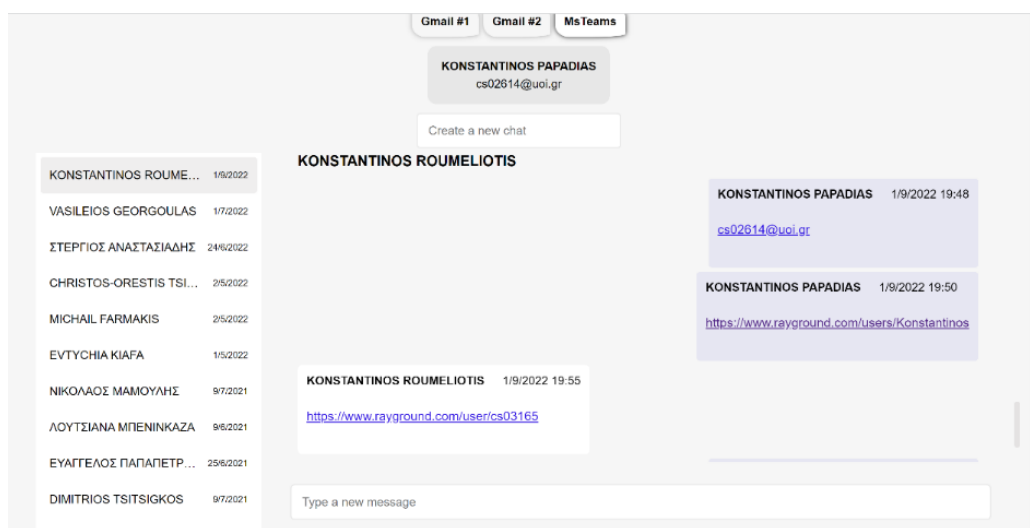 Gmail #1 Gmail #2 MsTeams
KONSTANTINOS PAPADIAS
cs02614@uoi.gr
Create a new chat
KONSTANTINOS ROUME... 1/9/2022
VASILEIOS GEORGOULAS 1/7/2022
ΣΤΕΡΓΙΟΣ ΑΝΑΣΤΑΣΙΑΔΗΣ 24/6/2022
CHRISTOS-ORESTIS TSI... 2/5/2022
MICHAIL FARMAKIS 2/5/2022
EVTYCHIA KIAFA 1/5/2022
ΝΙΚΟΛΑΟΣ ΜΑΜΟΥΛΗΣ 9/7/2021
ΛΟΥΤΣΙΑΝΑ ΜΠΕΝΙΝΚΑΖΑ 9/6/2021
ΕΥΑΓΓΕΛΟΣ ΠΑΠΑΠΕΤΡ... 25/6/2021
DIMITRIOS TSITSIGKOS 9/7/2021
KONSTANTINOS ROUMELIOTIS
KONSTANTINOS PAPADIAS 1/9/2022 19:48
cs02614@uoi.gr
KONSTANTINOS PAPADIAS 1/9/2022 19:50
https://www.rayground.com/users/Konstantinos
KONSTANTINOS ROUMELIOTIS 1/9/2022 19:55
https://www.rayground.com/user/cs03165
Type a new message